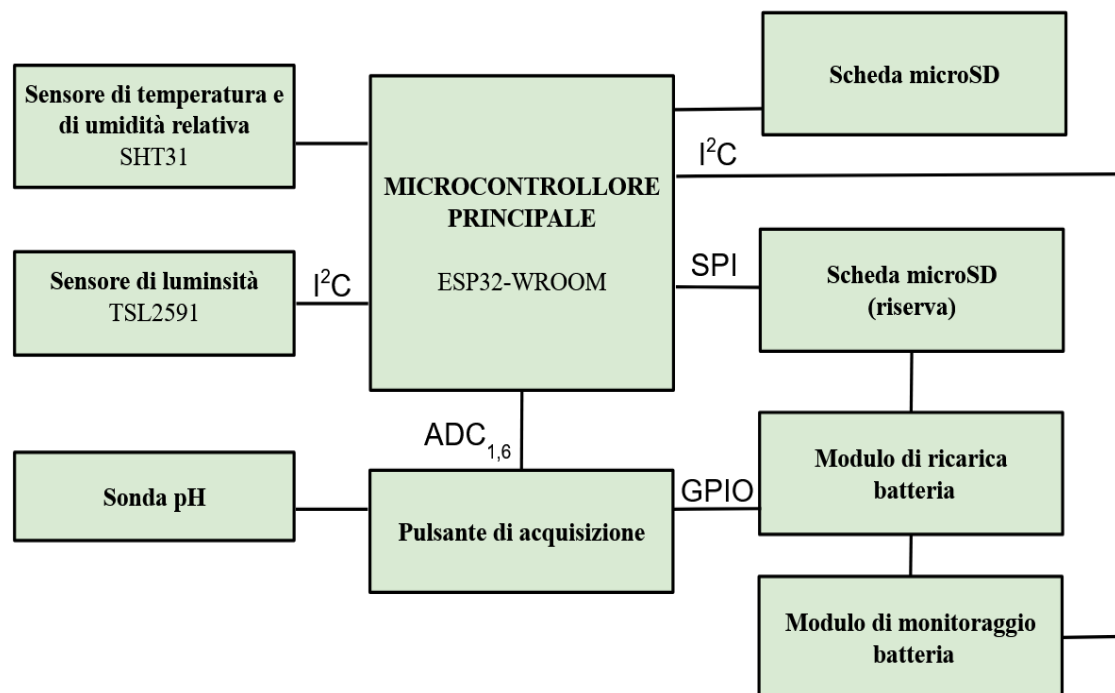 Scheda microSD
Sensore di temperatura e
di umidità relativa
SHT31
I²C
MICROCONTROLLORE
PRINCIPALE
ESP32-WROOM
Sensore di luminsità
TSL2591
I²C
SPI
Scheda microSD
(riserva)
ADC₁,₆
Sonda pH
Pulsante di acquisizione
GPIO
Modulo di ricarica
batteria
Modulo di monitoraggio
batteria